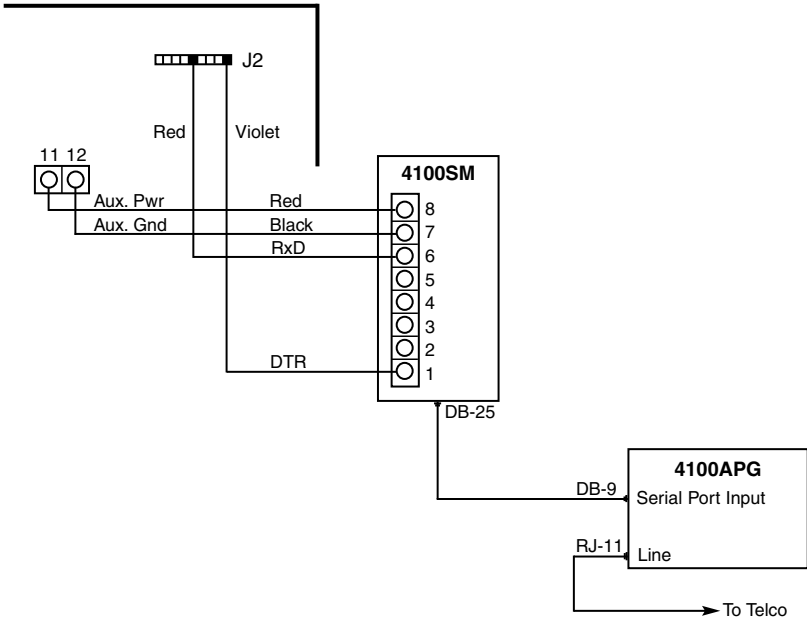 J2
Red Violet
11 12
4100SM
Aux. Pwr Red 8
Aux. Gnd Black 7
RxD 6
5
4
3
2
DTR 1
DB-25
4100APG
DB-9 Serial Port Input
RJ-11 Line
To Telco